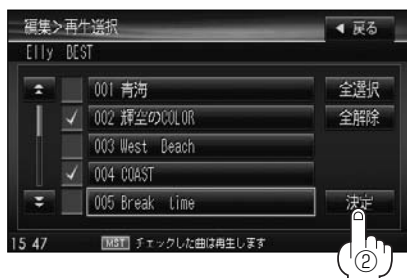 編集>再生選択 ◀ 戻る
Elly BEST
001 青海 全選択
✓ 002 輝空のCOLOR 全解除
003 West Beach
✓ 004 COAST
005 Break time 決定
15 47 MST チェックした曲は再生します
②